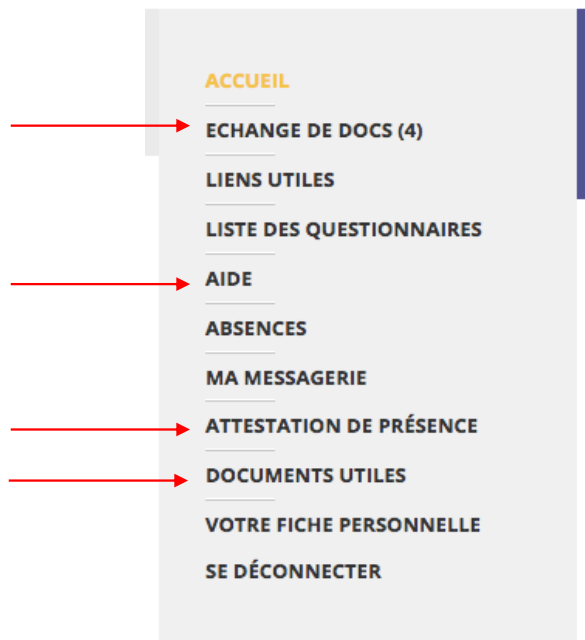 ACCUEIL
ECHANGE DE DOCS (4)
LIENS UTILES
LISTE DES QUESTIONNAIRES
AIDE
ABSENCES
MA MESSAGERIE
ATTESTATION DE PRÉSENCE
DOCUMENTS UTILES
VOTRE FICHE PERSONNELLE
SE DÉCONNECTER